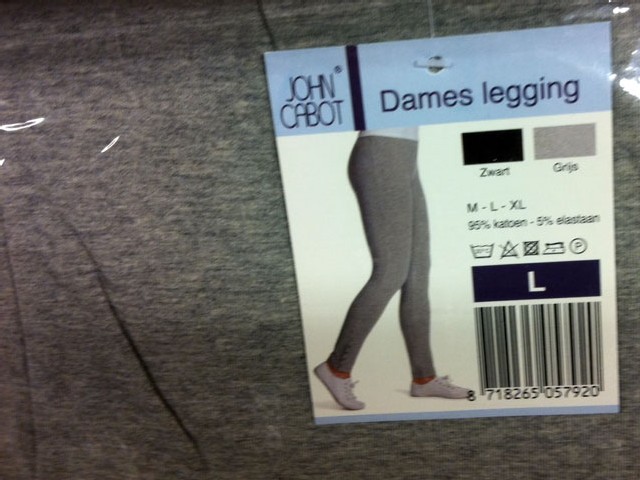 JOHN
CABOT®
Dames legging
Zwart Grijs
M - L - XL
95% katoen - 5% elastaan
P
L
8 718265 057920